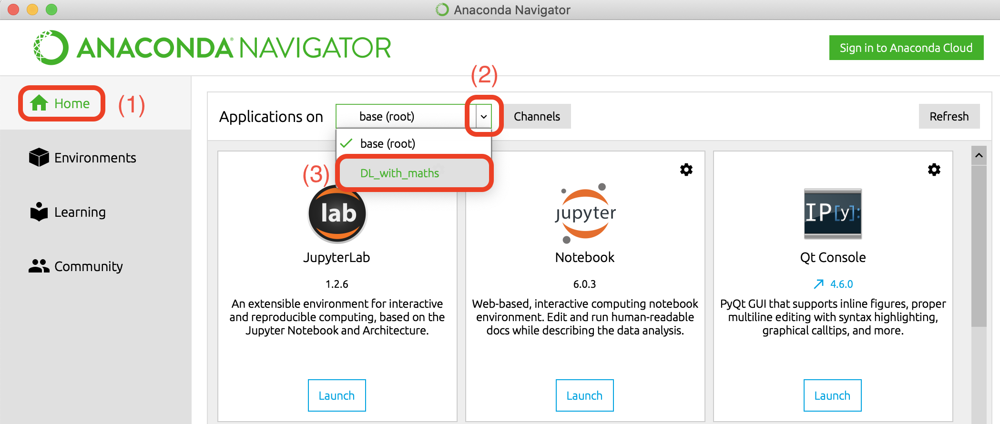 Anaconda Navigator
ANACONDA® NAVIGATOR
Sign in to Anaconda Cloud
Home (1)
Environments
Learning
Community
(2)
Applications on base (root) Channels Refresh
base (root)
(3) DL_with_maths
lab
JupyterLab
1.2.6
An extensible environment for interactive
and reproducible computing, based on the
Jupyter Notebook and Architecture.
Launch
jupyter
Notebook
6.0.3
Web-based, interactive computing notebook
environment. Edit and run human-readable
docs while describing the data analysis.
Launch
IP[y]:
Qt Console
4.6.0
PyQt GUI that supports inline figures, proper
multiline editing with syntax highlighting,
graphical calltips, and more.
Launch